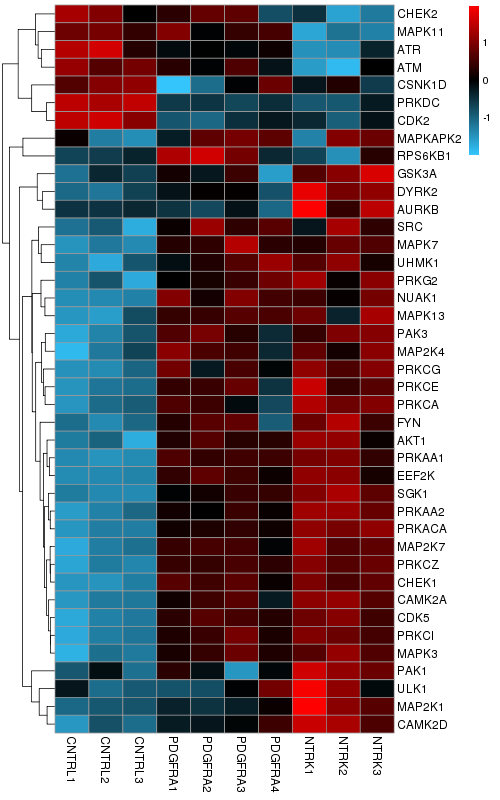 CHEK2
MAPK11
ATR
ATM
CSNK1D
PRKDC
CDK2
MAPKAPK2
RPS6KB1
GSK3A
DYRK2
AURKB
SRC
MAPK7
UHMK1
PRKG2
NUAK1
MAPK13
PAK3
MAP2K4
PRKCG
PRKCE
PRKCA
FYN
AKT1
PRKAA1
EEF2K
SGK1
PRKAA2
PRKACA
MAP2K7
PRKCZ
CHEK1
CAMK2A
CDK5
PRKCI
MAPK3
PAK1
ULK1
MAP2K1
CAMK2D
1
0
-1
CNTRL1
CNTRL2
CNTRL3
PDGFRA1
PDGFRA2
PDGFRA3
PDGFRA4
NTRK1
NTRK2
NTRK3